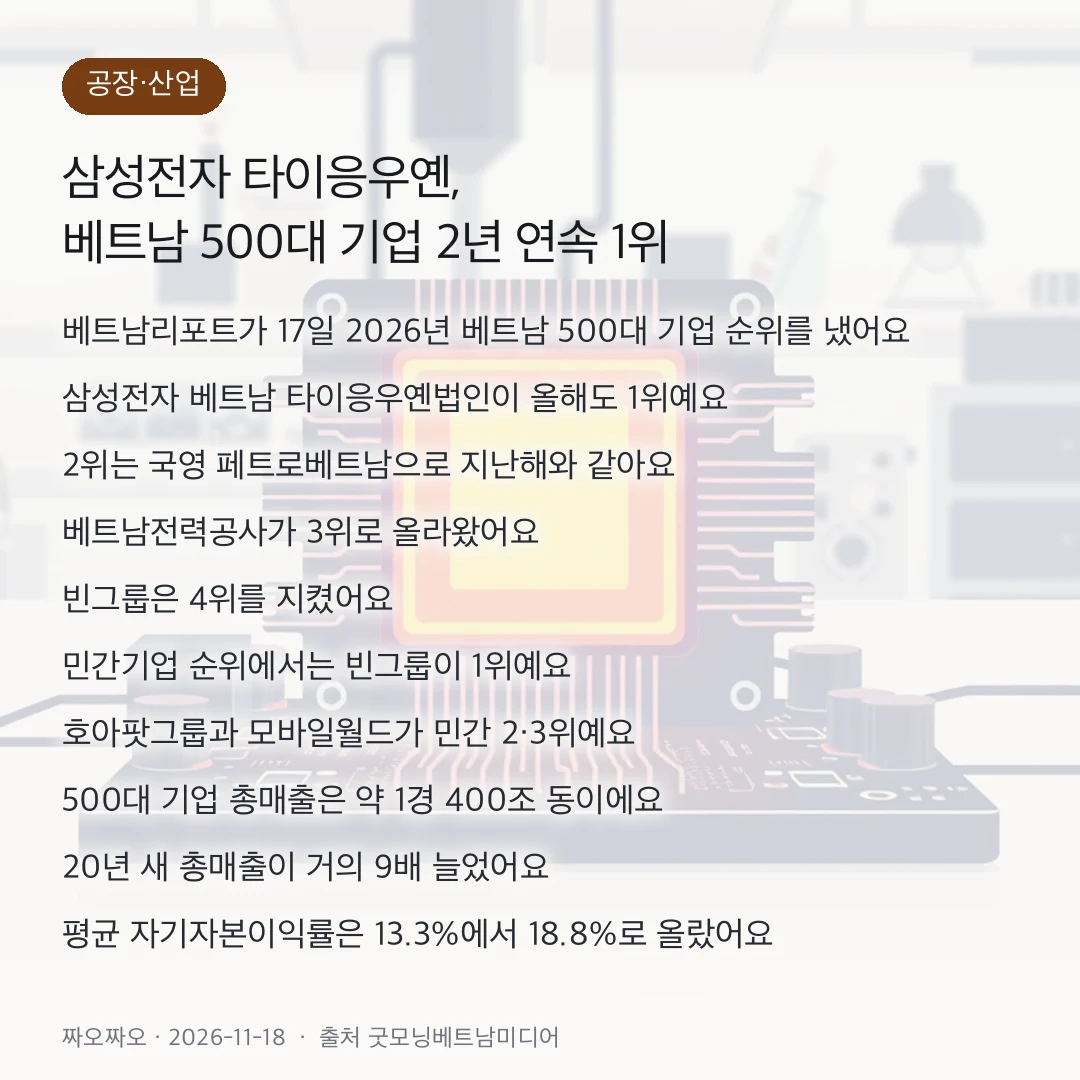 공장·산업
삼성전자 타이응우옌,
베트남 500대 기업 2년 연속 1위
베트남리포트가 17일 2026년 베트남 500대 기업 순위를 냈어요
삼성전자 베트남 타이응우옌법인이 올해도 1위예요
2위는 국영 페트로베트남으로 지난해와 같아요
베트남전력공사가 3위로 올라왔어요
빈그룹은 4위를 지켰어요
민간기업 순위에서는 빈그룹이 1위예요
호아팟그룹과 모바일월드가 민간 2·3위예요
500대 기업 총매출은 약 1경 400조 동이에요
20년 새 총매출이 거의 9배 늘었어요
평균 자기자본이익률은 13.3%에서 18.8%로 올랐어요
짜오짜오 · 2026-11-18 · 출처 굿모닝베트남미디어